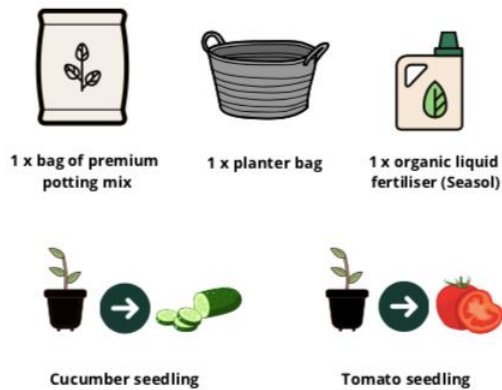 1 x bag of premium
potting mix
1 x planter bag
1 x organic liquid
fertiliser (Seasol)
Cucumber seedling
Tomato seedling